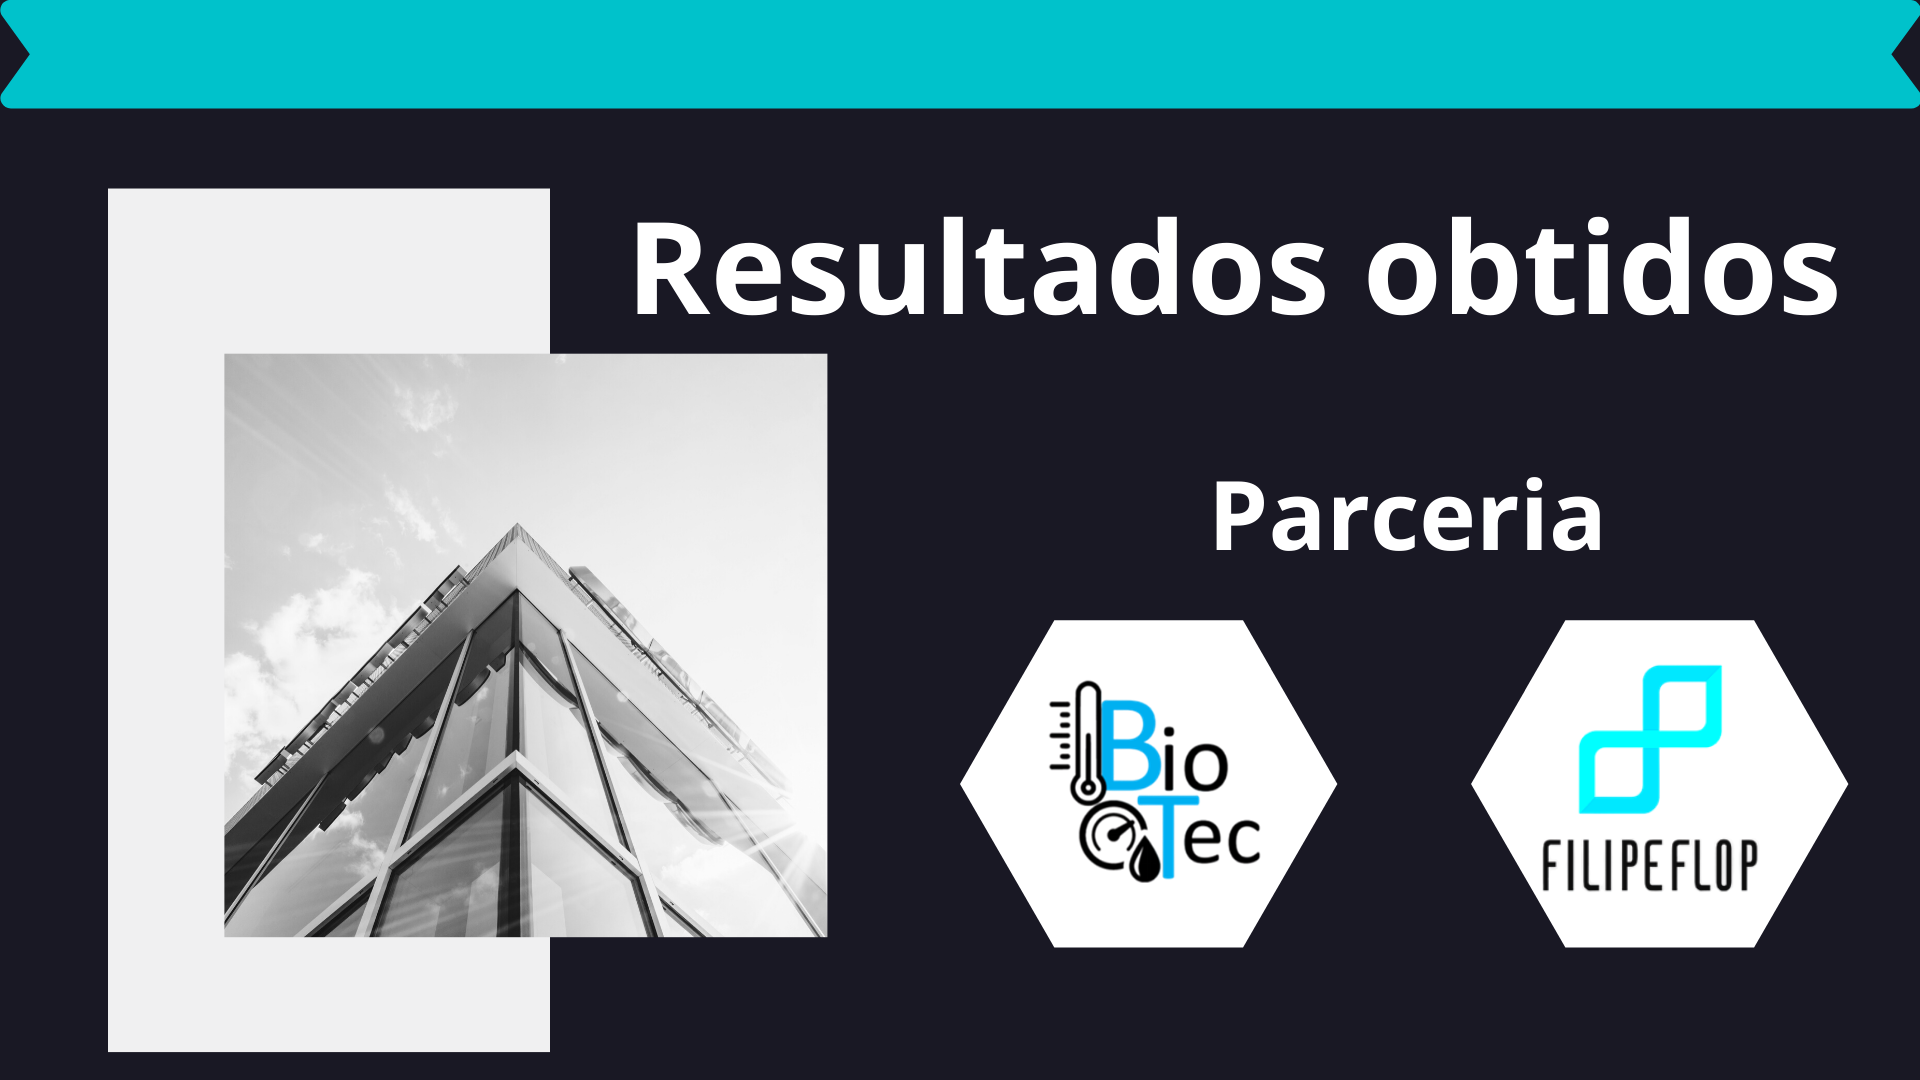 Resultados obtidos
Parceria
Bio
Tec
FILIPEFLOP